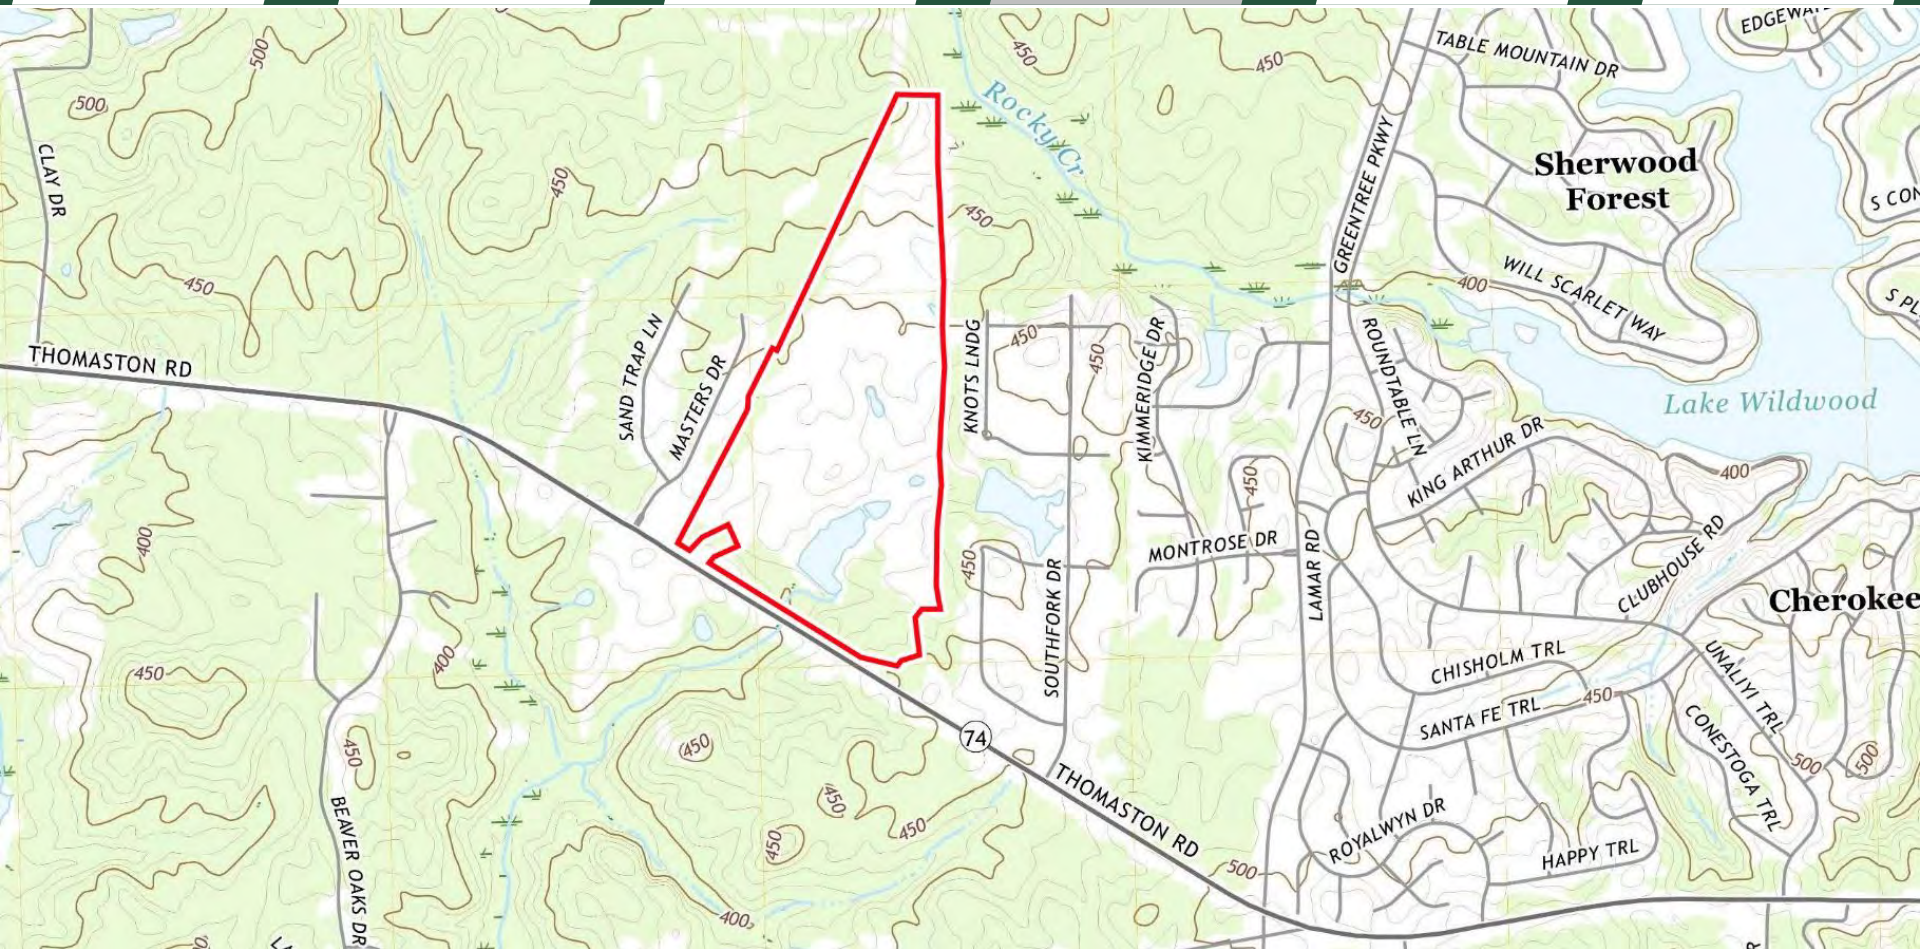 EDGEWA
TABLE MOUNTAIN DR
500
450
450
500
Rocky Cr
CLAY DR
GREENTREE PKWY
Sherwood
Forest
S CON
450
450
450
400
WILL SCARLET WAY
S PL
THOMASTON RD
SAND TRAP LN
MASTERS DR
KNOTS LNDG
450
450
KIMMERIDGE DR
ROUNDTABLE LN
Lake Wildwood
450
KING ARTHUR DR
400
450
400
MONTROSE DR
450
SOUTHFORK DR
LAMAR RD
CLUBHOUSE RD
Cherokee
450
400
CHISHOLM TRL
UNALIYI TRL
450
SANTA FE TRL
CONESTOGA TRL
450
450
74
500
500
THOMASTON RD
BEAVER OAKS DR
450
450
450
ROYALWYN DR
HAPPY TRL
500
400